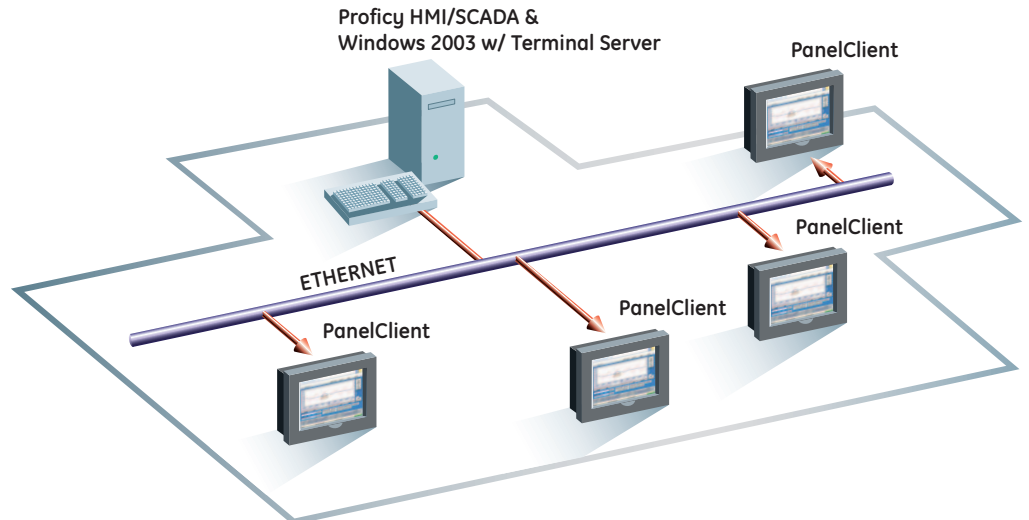 Proficy HMI/SCADA &
Windows 2003 w/ Terminal Server
PanelClient
PanelClient
ETHERNET
PanelClient
PanelClient